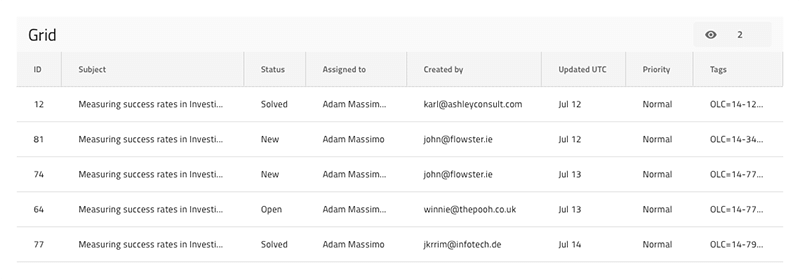 Grid 2
ID Subject Status Assigned to Created by Updated UTC Priority Tags
12 Measuring success rates in Investi... Solved Adam Massim... karl@ashleyconsult.com Jul 12 Normal OLC=14-12...
81 Measuring success rates in Investi... New Adam Massimo john@flowster.ie Jul 12 Normal OLC=14-34...
74 Measuring success rates in Investi... New Adam Massimo john@flowster.ie Jul 13 Normal OLC=14-77...
64 Measuring success rates in Investi... Open Adam Massim... winnie@thepooh.co.uk Jul 13 Normal OLC=14-77...
77 Measuring success rates in Investi... Solved Adam Massimo jkrrim@infotech.de Jul 14 Normal OLC=14-79...